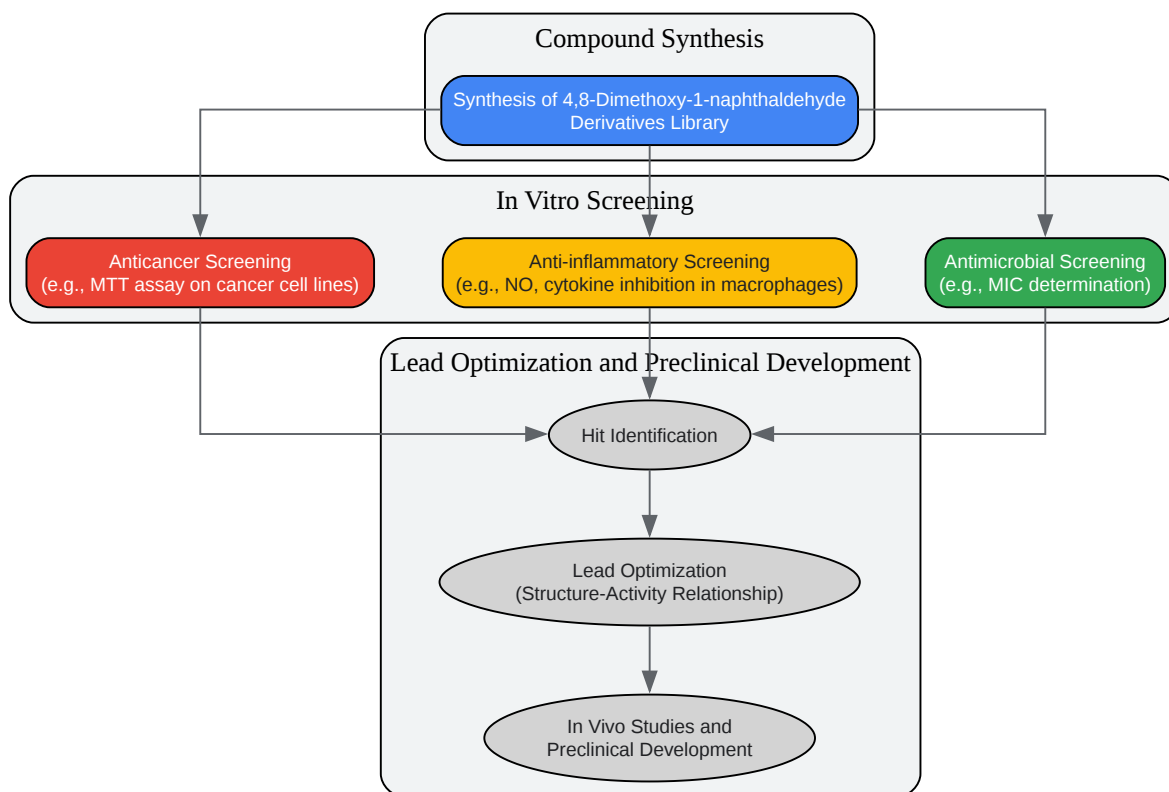 Compound Synthesis
Synthesis of 4,8-Dimethoxy-1-naphthaldehyde
Derivatives Library
In Vitro Screening
Anticancer Screening
(e.g., MTT assay on cancer cell lines)
Anti-inflammatory Screening
(e.g., NO, cytokine inhibition in macrophages)
Antimicrobial Screening
(e.g., MIC determination)
Lead Optimization and Preclinical Development
Hit Identification
Lead Optimization
(Structure-Activity Relationship)
In Vivo Studies and
Preclinical Development